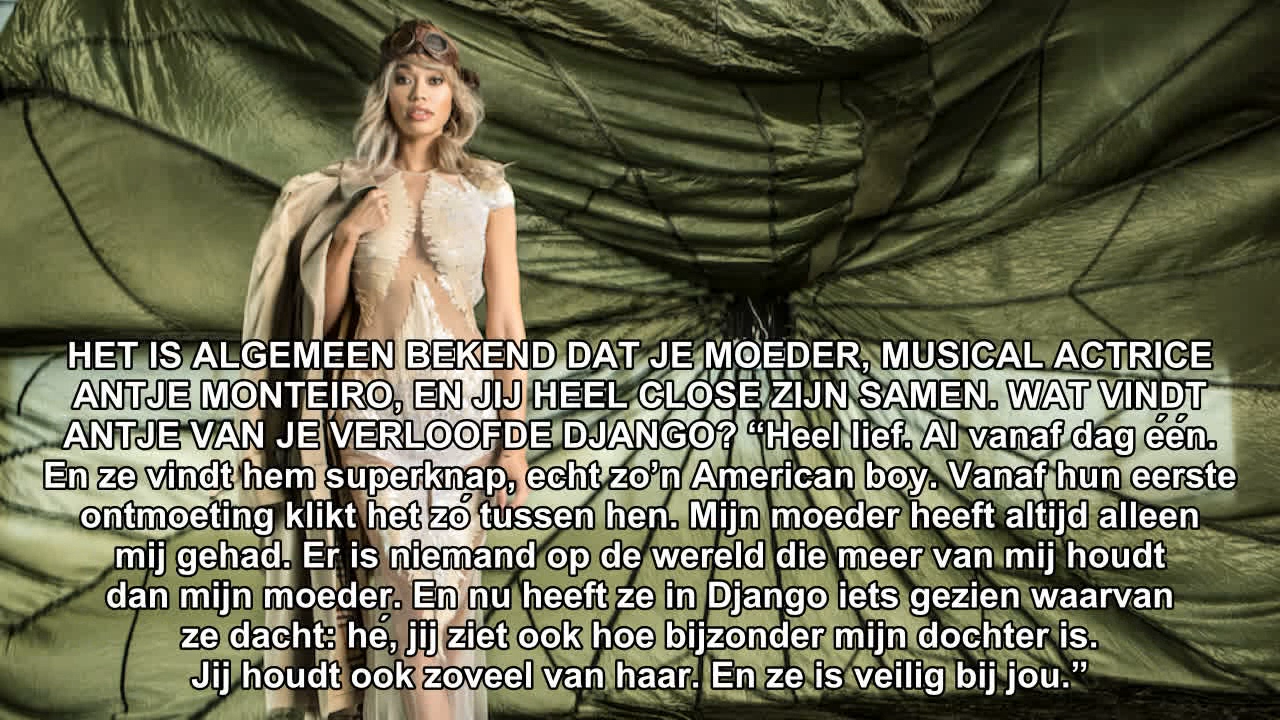 HET IS ALGEMEEN BEKEND DAT JE MOEDER, MUSICAL ACTRICE
ANTJE MONTEIRO, EN JIJ HEEL CLOSE ZIJN SAMEN. WAT VINDT
ANTJE VAN JE VERLOOFDE DJANGO? “Heel lief. Al vanaf dag één.
En ze vindt hem superknap, echt zo’n American boy. Vanaf hun eerste
ontmoeting klikt het zó tussen hen. Mijn moeder heeft altijd alleen
mij gehad. Er is niemand op de wereld die meer van mij houdt
dan mijn moeder. En nu heeft ze in Django iets gezien waarvan
ze dacht: hé, jij ziet ook hoe bijzonder mijn dochter is.
Jij houdt ook zoveel van haar. En ze is veilig bij jou.”